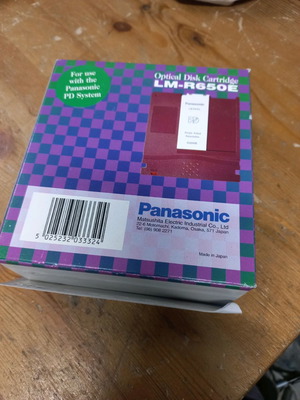 For use
with the
Panasonic
PD System
Optical Disk Cartridge
LM-R650E
Panasonic
Panasonic
Matsushita Electric Industrial Co., Ltd
Made in Japan
5 025232 033324